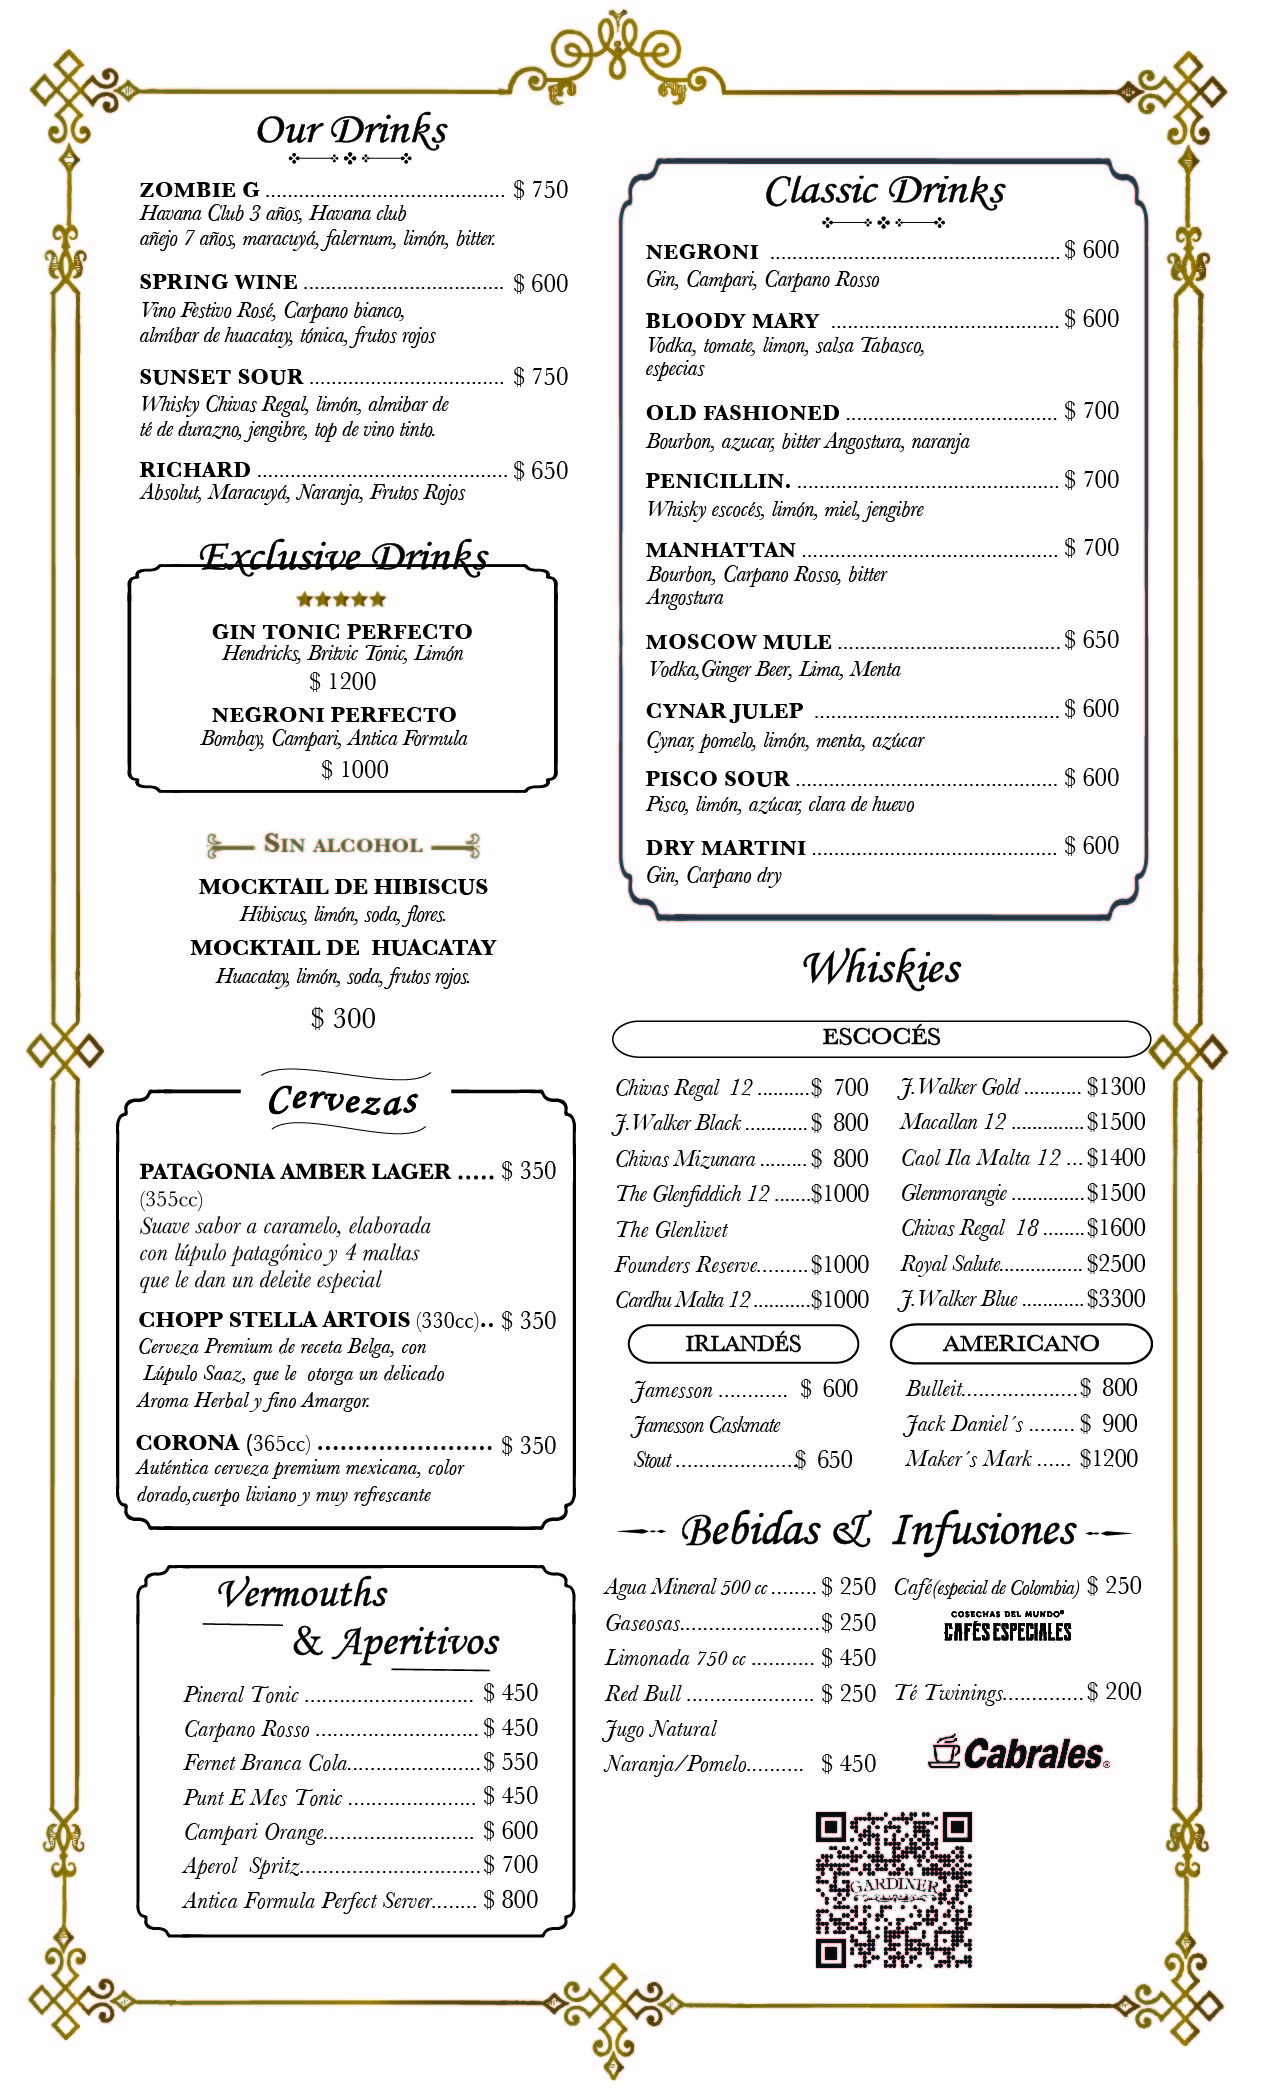 Our Drinks
ZOMBIE G ........................................... $ 750
Havana Club 3 años, Havana club
añejo 7 años, maracuyá, falernum, limón, bitter.
SPRING WINE .................................... $ 600
Vino Festivo Rosé, Carpano bianco,
almíbar de huacatay, tónica, frutos rojos
SUNSET SOUR ................................... $ 750
Whisky Chivas Regal, limón, almibar de
té de durazno, jengibre, top de vino tinto.
RICHARD ............................................. $ 650
Absolut, Maracuyá, Naranja, Frutos Rojos
Exclusive Drinks
GIN TONIC PERFECTO
Hendricks, Britvic Tonic, Limón
$ 1200
NEGRONI PERFECTO
Bombay, Campari, Antica Formula
$ 1000
SIN ALCOHOL
MOCKTAIL DE HIBISCUS
Hibiscus, limón, soda, flores.
MOCKTAIL DE HUACATAY
Huacatay, limón, soda, frutos rojos.
$ 300
Cervezas
PATAGONIA AMBER LAGER ..... $ 350
(355cc)
Suave sabor a caramelo, elaborada
con lúpulo patagónico y 4 maltas
que le dan un deleite especial
CHOPP STELLA ARTOIS (330cc).. $ 350
Cerveza Premium de receta Belga, con
Lúpulo Saaz, que le otorga un delicado
Aroma Herbal y fino Amargor.
CORONA (365cc) ....................... $ 350
Auténtica cerveza premium mexicana, color
dorado,cuerpo liviano y muy refrescante
Vermouths
& Aperitivos
Pineral Tonic ............................. $ 450
Carpano Rosso ............................ $ 450
Fernet Branca Cola....................... $ 550
Punt E Mes Tonic ...................... $ 450
Campari Orange.......................... $ 600
Aperol Spritz............................... $ 700
Antica Formula Perfect Server........ $ 800
Classic Drinks
NEGRONI .................................................... $ 600
Gin, Campari, Carpano Rosso
BLOODY MARY ......................................... $ 600
Vodka, tomate, limon, salsa Tabasco,
especias
OLD FASHIONED ...................................... $ 700
Bourbon, azucar, bitter Angostura, naranja
PENICILLIN. ............................................... $ 700
Whisky escocés, limón, miel, jengibre
MANHATTAN .............................................. $ 700
Bourbon, Carpano Rosso, bitter
Angostura
MOSCOW MULE ........................................ $ 650
Vodka,Ginger Beer, Lima, Menta
CYNAR JULEP ............................................ $ 600
Cynar, pomelo, limón, menta, azúcar
PISCO SOUR ............................................... $ 600
Pisco, limón, azúcar, clara de huevo
DRY MARTINI ............................................ $ 600
Gin, Carpano dry
Whiskies
ESCOCÉS
Chivas Regal 12 .........$ 700
J.Walker Black ...........$ 800
Chivas Mizunara ........$ 800
The Glenfiddich 12 .......$1000
The Glenlivet
Founders Reserve.........$1000
Cardhu Malta 12 ..........$1000
J.Walker Gold ...........$1300
Macallan 12 .............$1500
Caol Ila Malta 12 ...$1400
Glenmorangie .............$1500
Chivas Regal 18 ........$1600
Royal Salute................$2500
J.Walker Blue ...........$3300
IRLANDÉS
Jamesson ............ $ 600
Jamesson Caskmate
Stout .....................$ 650
AMERICANO
Bulleit....................$ 800
Jack Daniel´s ........ $ 900
Maker´s Mark ...... $1200
Bebidas & Infusiones
Agua Mineral 500 cc ........ $ 250
Gaseosas........................$ 250
Limonada 750 cc ........... $ 450
Red Bull ...................... $ 250
Jugo Natural
Naranja/Pomelo.......... $ 450
Café(especial de Colombia) $ 250
COSECHAS DEL MUNDO
CAFÉS ESPECIALES
Té Twinings..............$ 200
Cabrales®
GARDINER